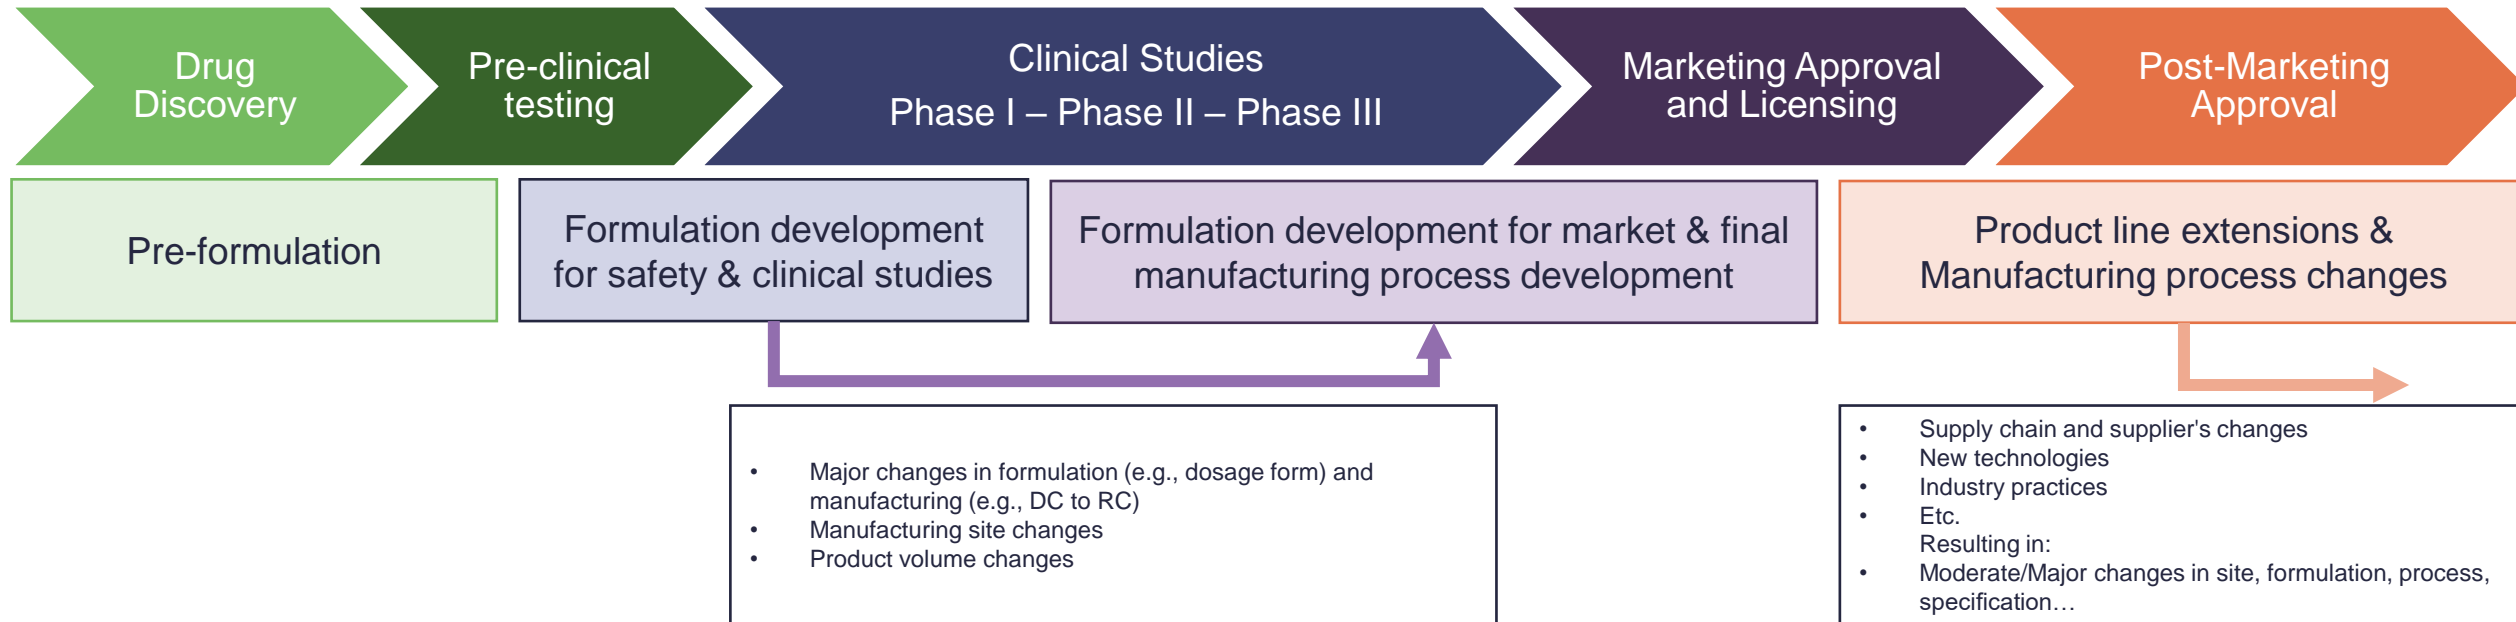 Drug
Discovery
Pre-clinical
testing
Clinical Studies
Phase I – Phase II – Phase III
Marketing Approval
and Licensing
Post-Marketing
Approval
Pre-formulation
Formulation development
for safety & clinical studies
Formulation development for market & final
manufacturing process development
Product line extensions &
Manufacturing process changes
• Major changes in formulation (e.g., dosage form) and
manufacturing (e.g., DC to RC)
• Manufacturing site changes
• Product volume changes
• Supply chain and supplier's changes
• New technologies
• Industry practices
• Etc.
Resulting in:
• Moderate/Major changes in site, formulation, process,
specification…